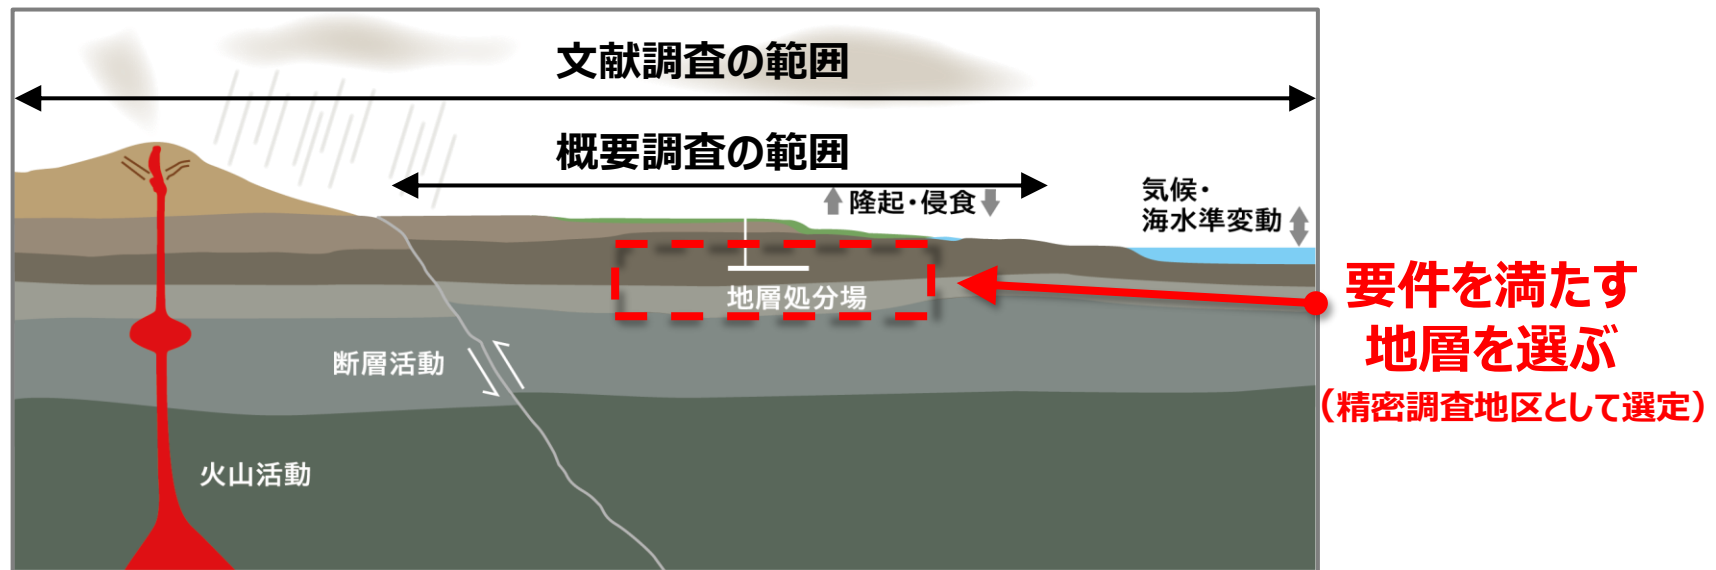 文献調査の範囲
概要調査の範囲
隆起・侵食
気候・
海水準変動
地層処分場
要件を満たす
地層を選ぶ
（精密調査地区として選定）
断層活動
火山活動